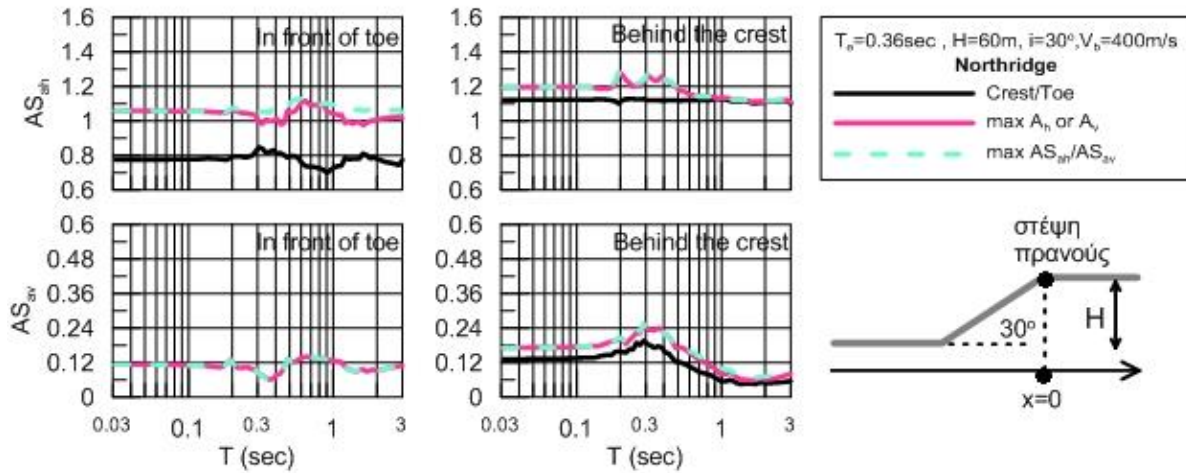 In front of toe
Behind the crest
1.6
1.4
1.2
1
0.8
0.6
AS_ah
1.6
1.4
1.2
1
0.8
0.6
T_e=0.36sec , H=60m, i=30°,V_b=400m/s
Northridge
Crest/Toe
max A_h or A_v
max AS_ah/AS_av
In front of toe
Behind the crest
0.6
0.48
0.36
0.24
0.12
0
AS_av
0.6
0.48
0.36
0.24
0.12
0
0.03 0.1 0.3 1 3
T (sec)
0.03 0.1 0.3 1 3
T (sec)
στέψη
πρανούς
30°
H
x=0